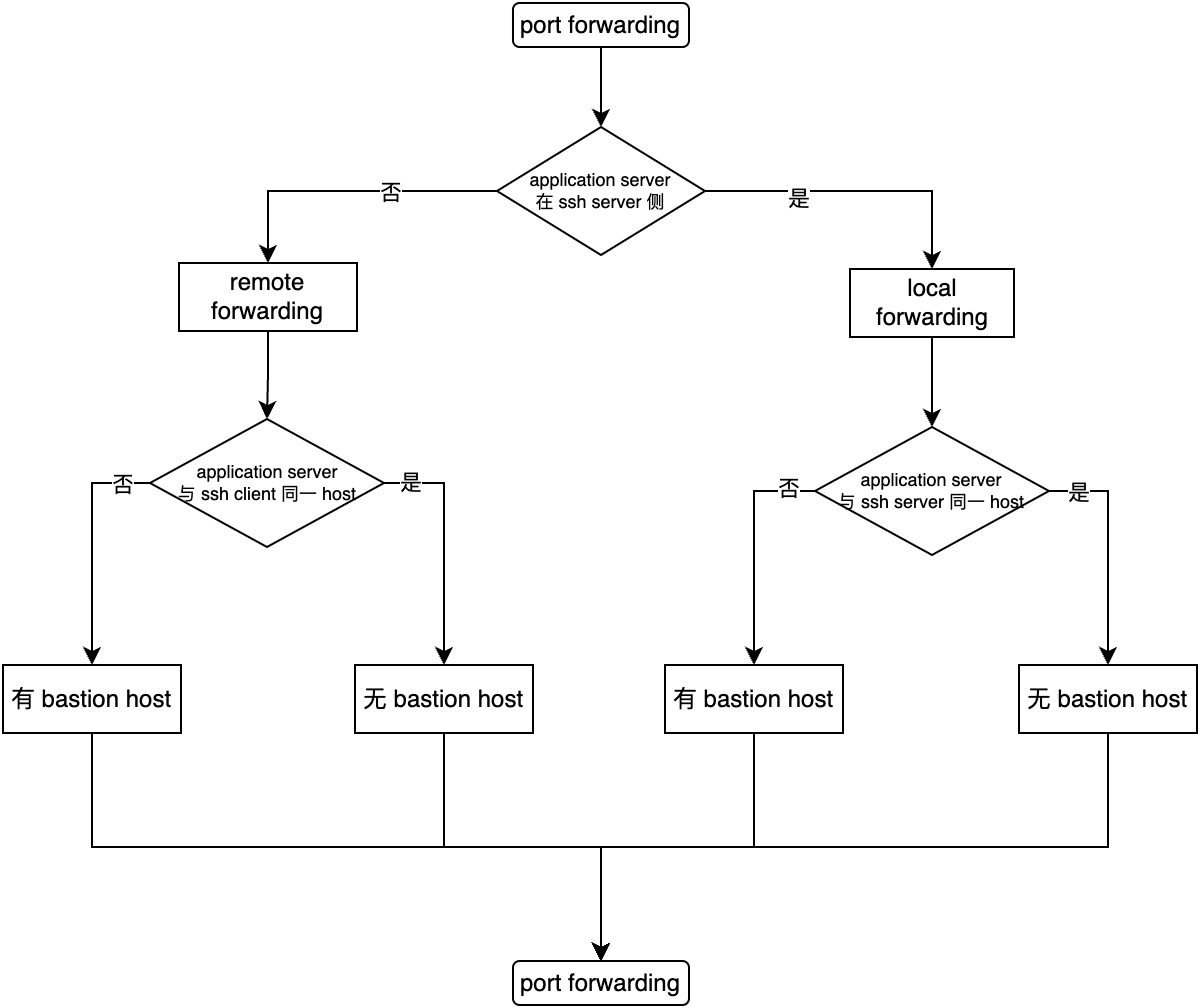 port forwarding
application server
在 ssh server 侧
否
是
remote
forwarding
local
forwarding
application server
与 ssh client 同一 host
否
是
application server
与 ssh server 同一 host
否
是
有 bastion host
无 bastion host
有 bastion host
无 bastion host
port forwarding